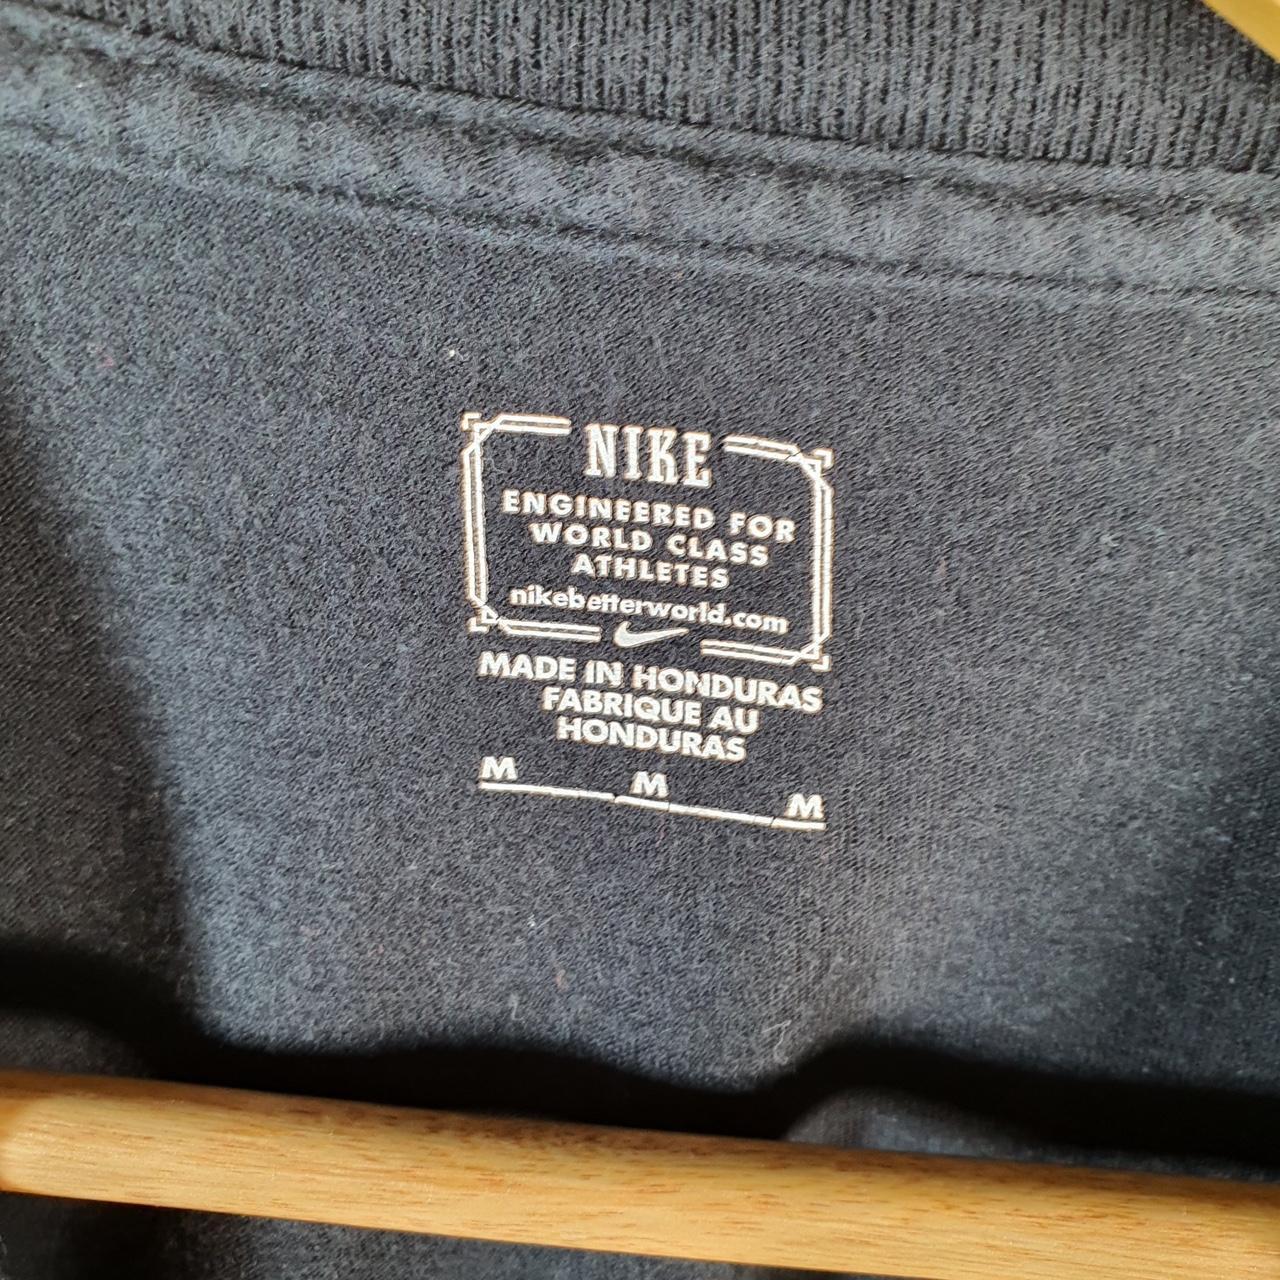 NIKE
ENGINEERED FOR
WORLD CLASS
ATHLETES
nikebetterworld.com
MADE IN HONDURAS
FABRIQUE AU
HONDURAS
M M M